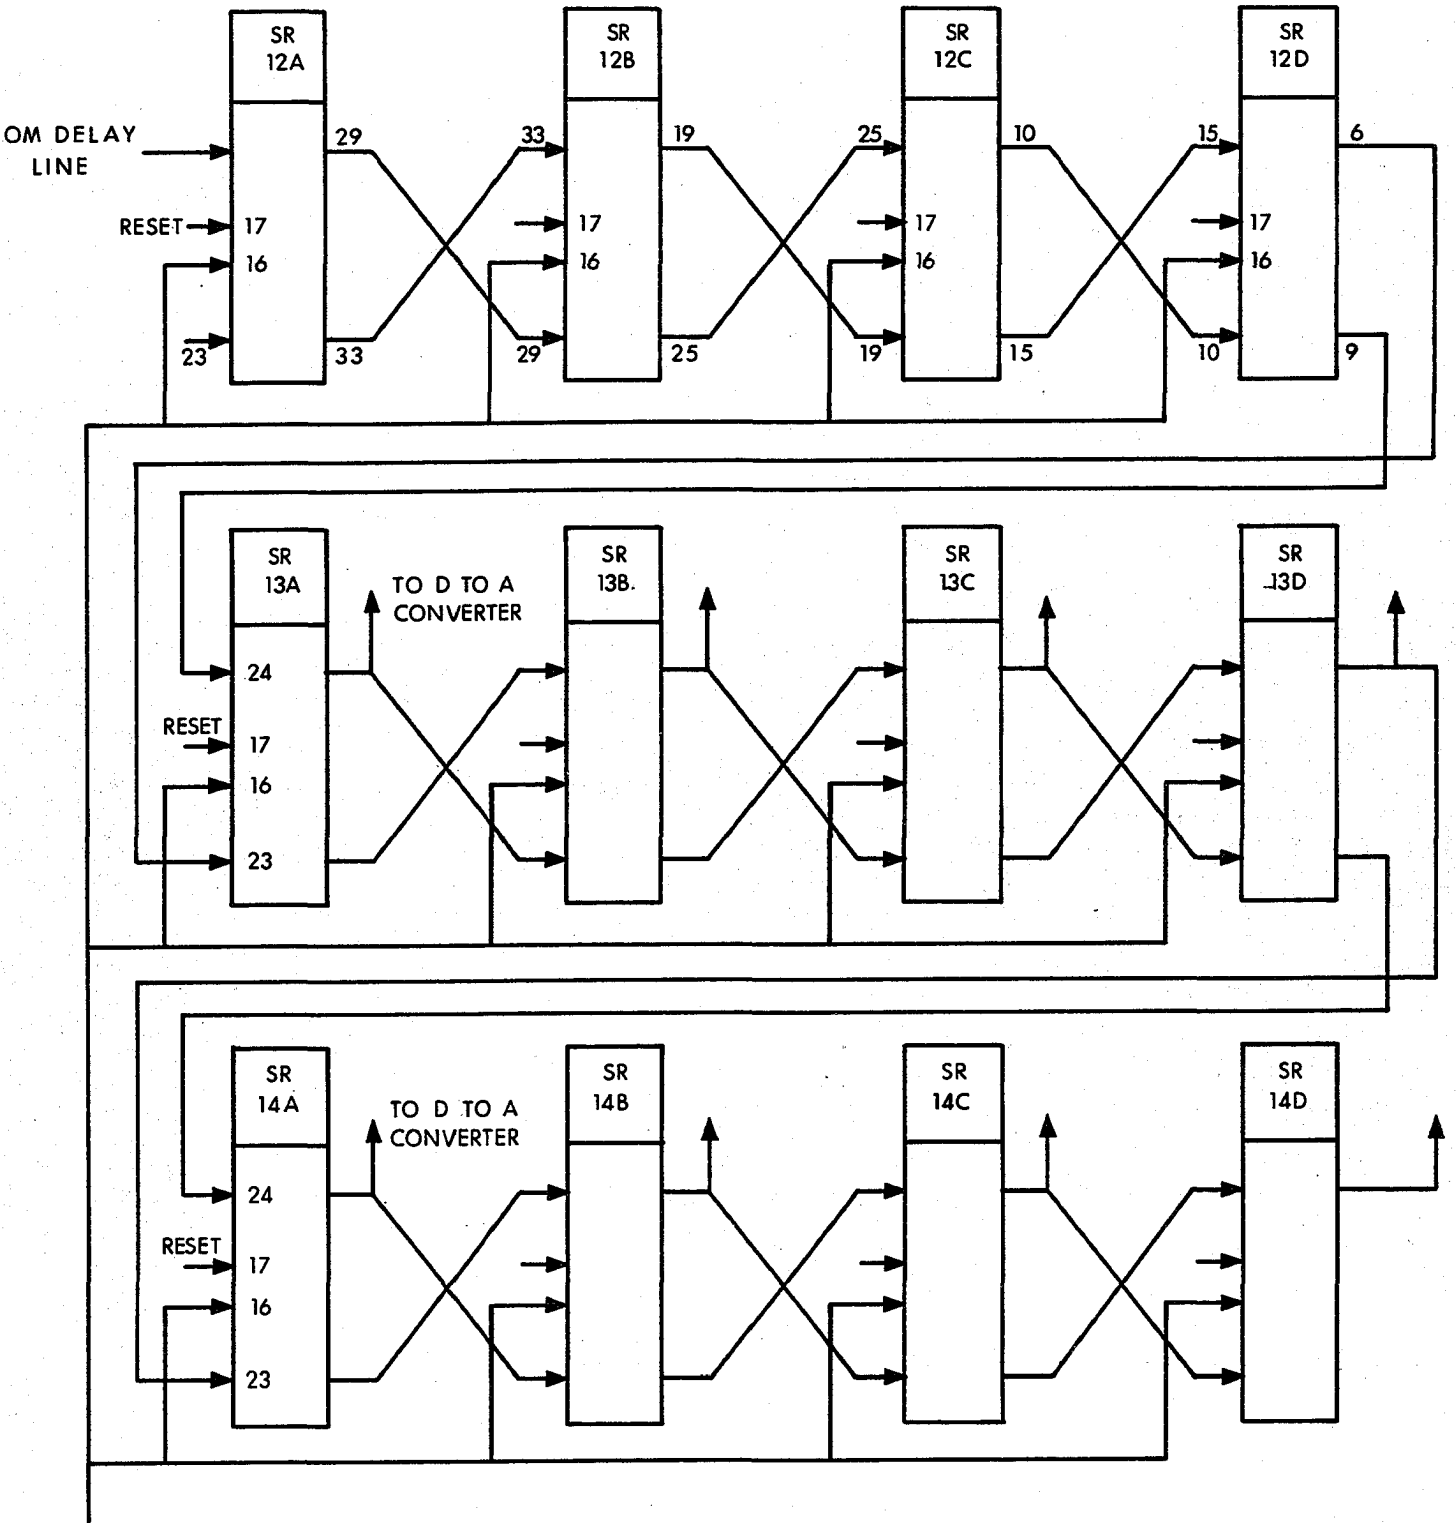 SR SR SR SR
12A 12B 12C 12D
OM DELAY 29 33 19 25 10 15 6
LINE
RESET 17 17 17 17
16 16 16 16
23 33 29 25 19 15 10 9
SR SR SR SR
13A TO D TO A 13B. 13C 13D
CONVERTER
24
RESET
17
16
23
SR SR SR SR
14A TO D TO A 14B 14C 14D
CONVERTER
24
RESET
17
16
23